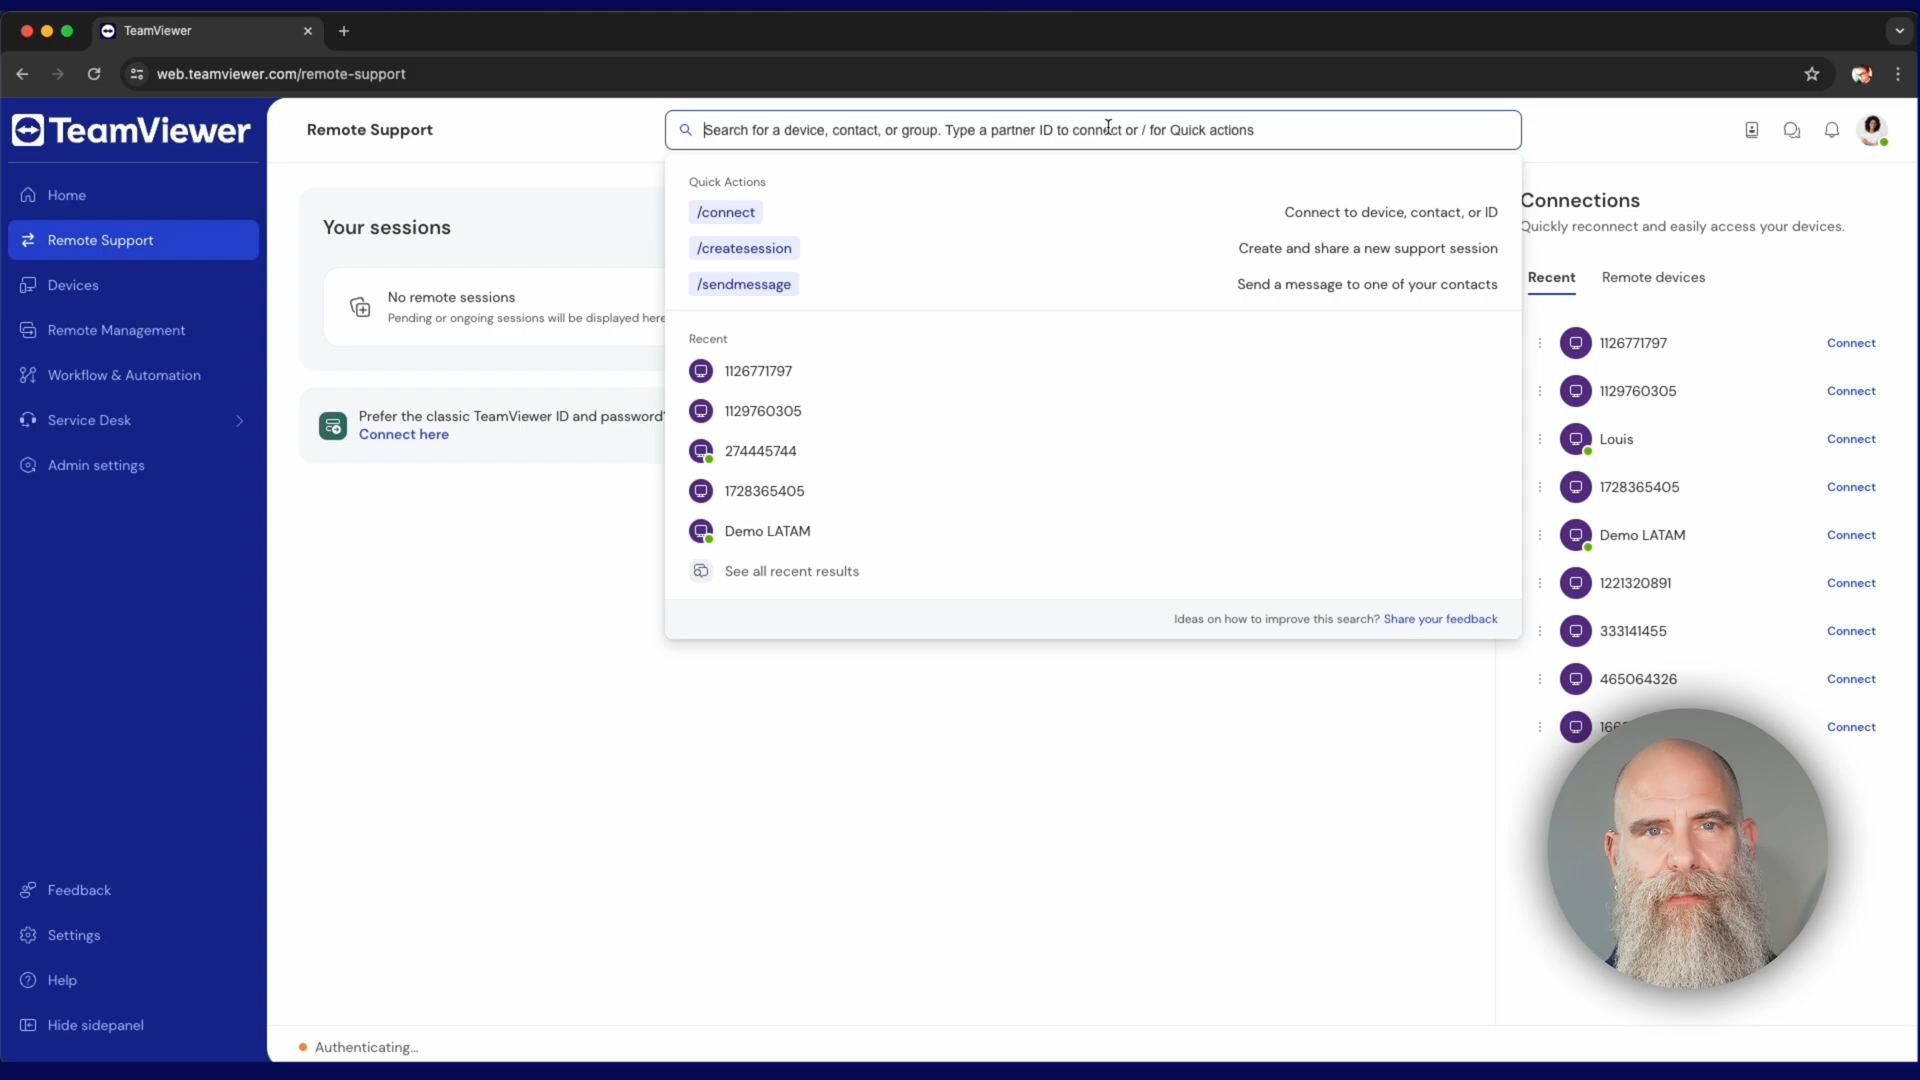 TeamViewer
web.teamviewer.com/remote-support
TeamViewer
Remote Support
Search for a device, contact, or group. Type a partner ID to connect or / for Quick actions
Home
Remote Support
Devices
Remote Management
Workflow & Automation
Service Desk
Admin settings
Feedback
Settings
Help
Hide sidepanel
Your sessions
No remote sessions
Pending or ongoing sessions will be displayed here
Prefer the classic TeamViewer ID and password?
Connect here
Quick Actions
/connect Connect to device, contact, or ID
/createsession Create and share a new support session
/sendmessage Send a message to one of your contacts
Recent
1126771797
1129760305
274445744
1728365405
Demo LATAM
See all recent results
Ideas on how to improve this search? Share your feedback
Connections
Quickly reconnect and easily access your devices.
Recent Remote devices
1126771797 Connect
1129760305 Connect
Louis Connect
1728365405 Connect
Demo LATAM Connect
1221320891 Connect
333141455 Connect
465064326 Connect
Connect
Authenticating...